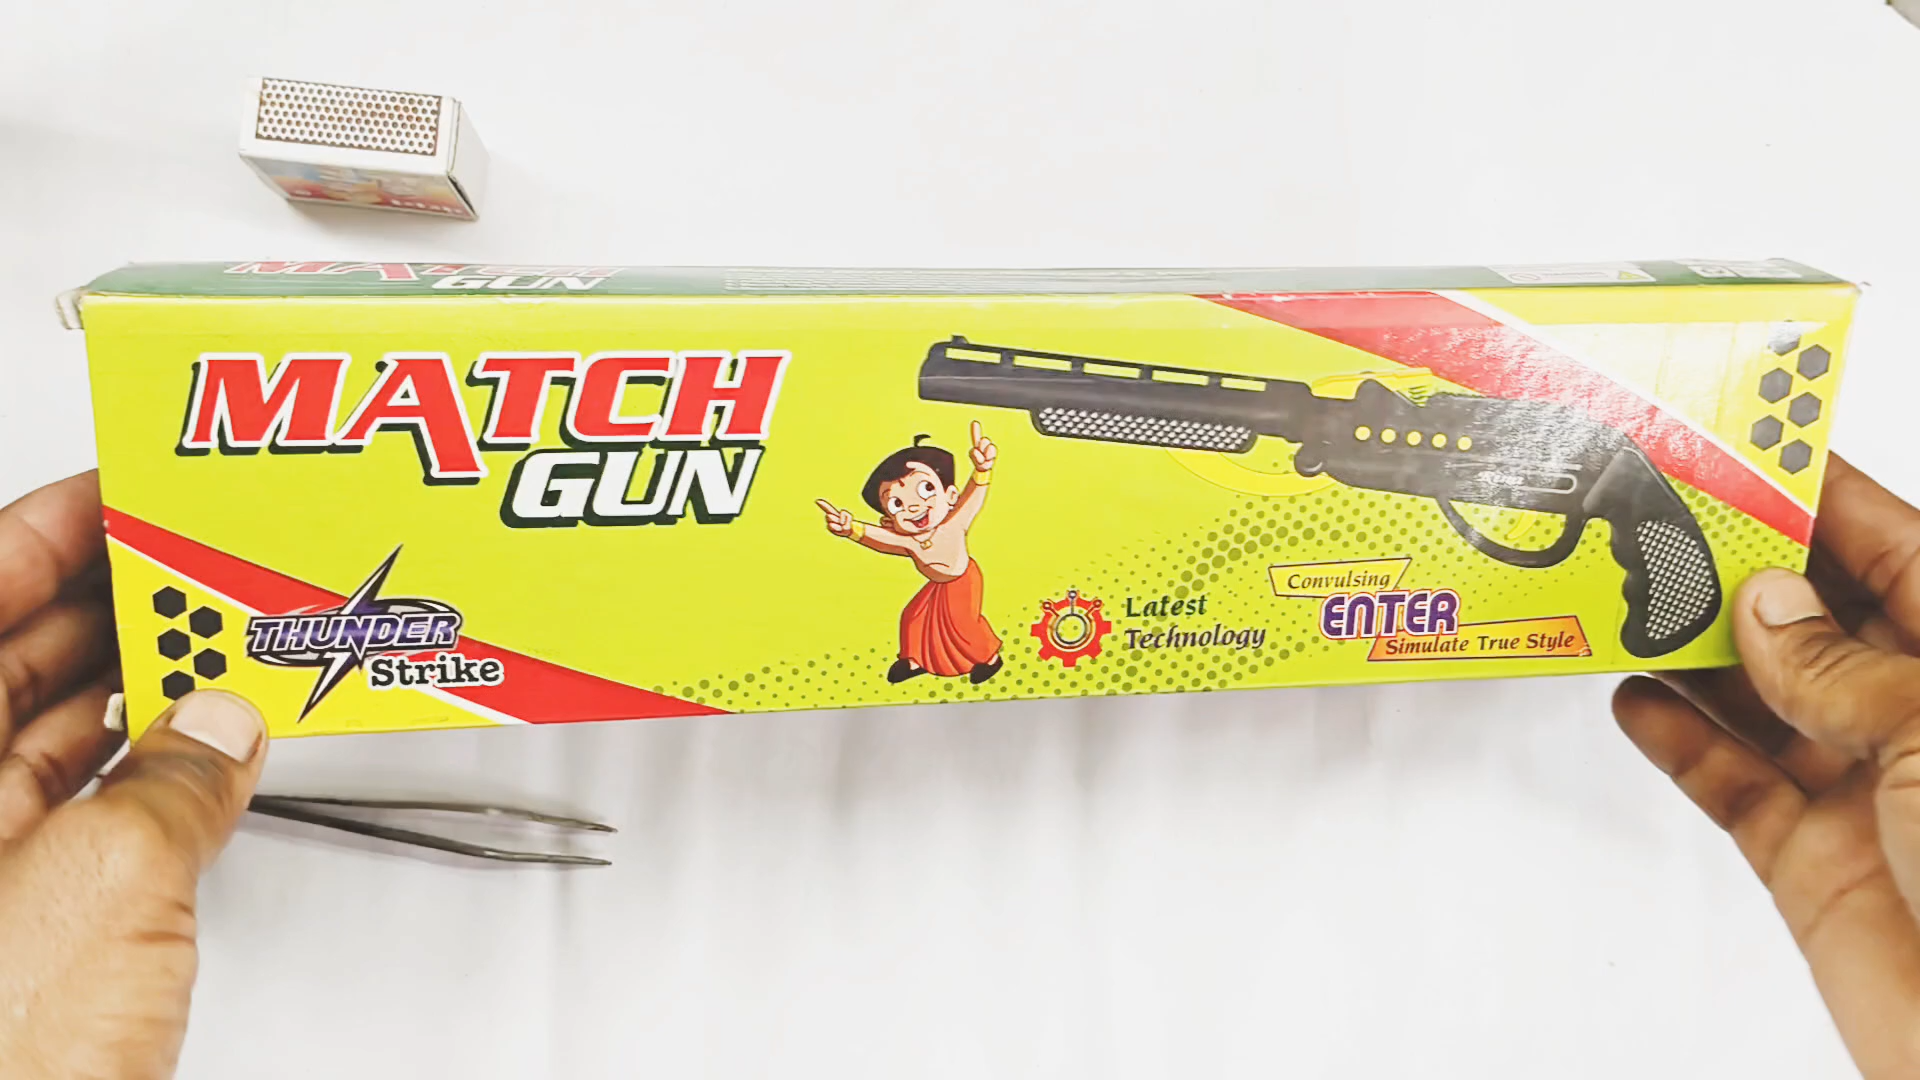 MATCH
GUN
MATCH
GUN
THUNDER
Strike
Latest
Technology
Convulsing
ENTER
Simulate True Style